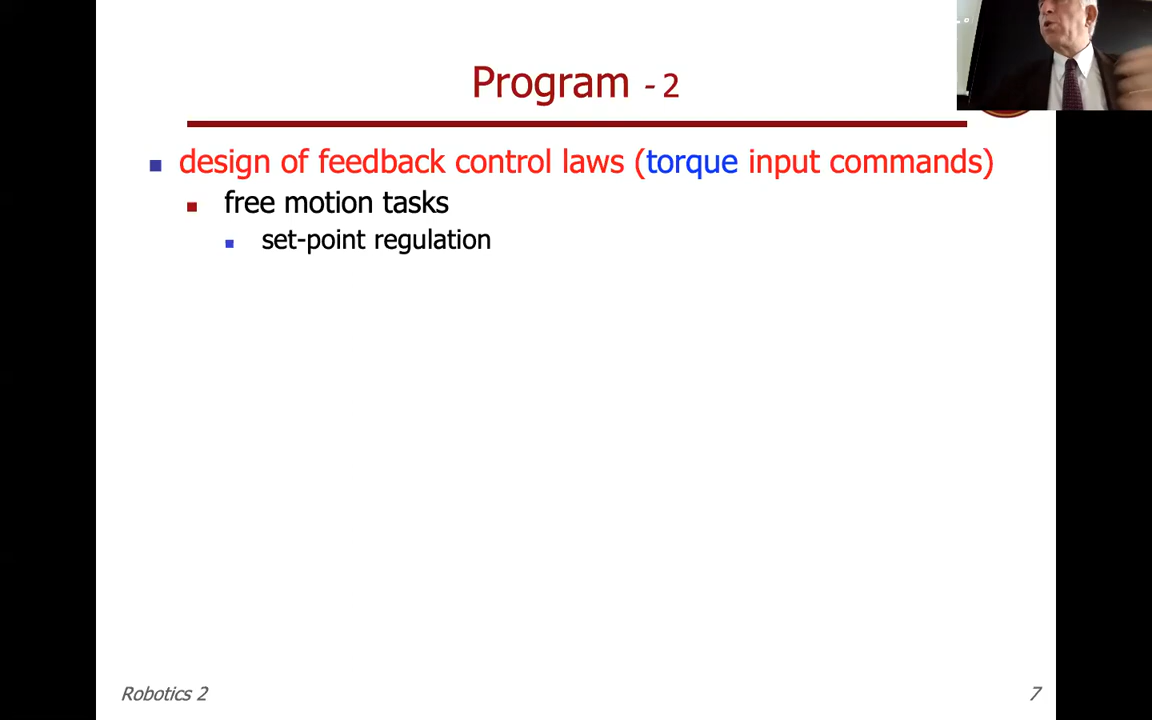 Program - 2
design of feedback control laws (torque input commands)
free motion tasks
set-point regulation
Robotics 2
7